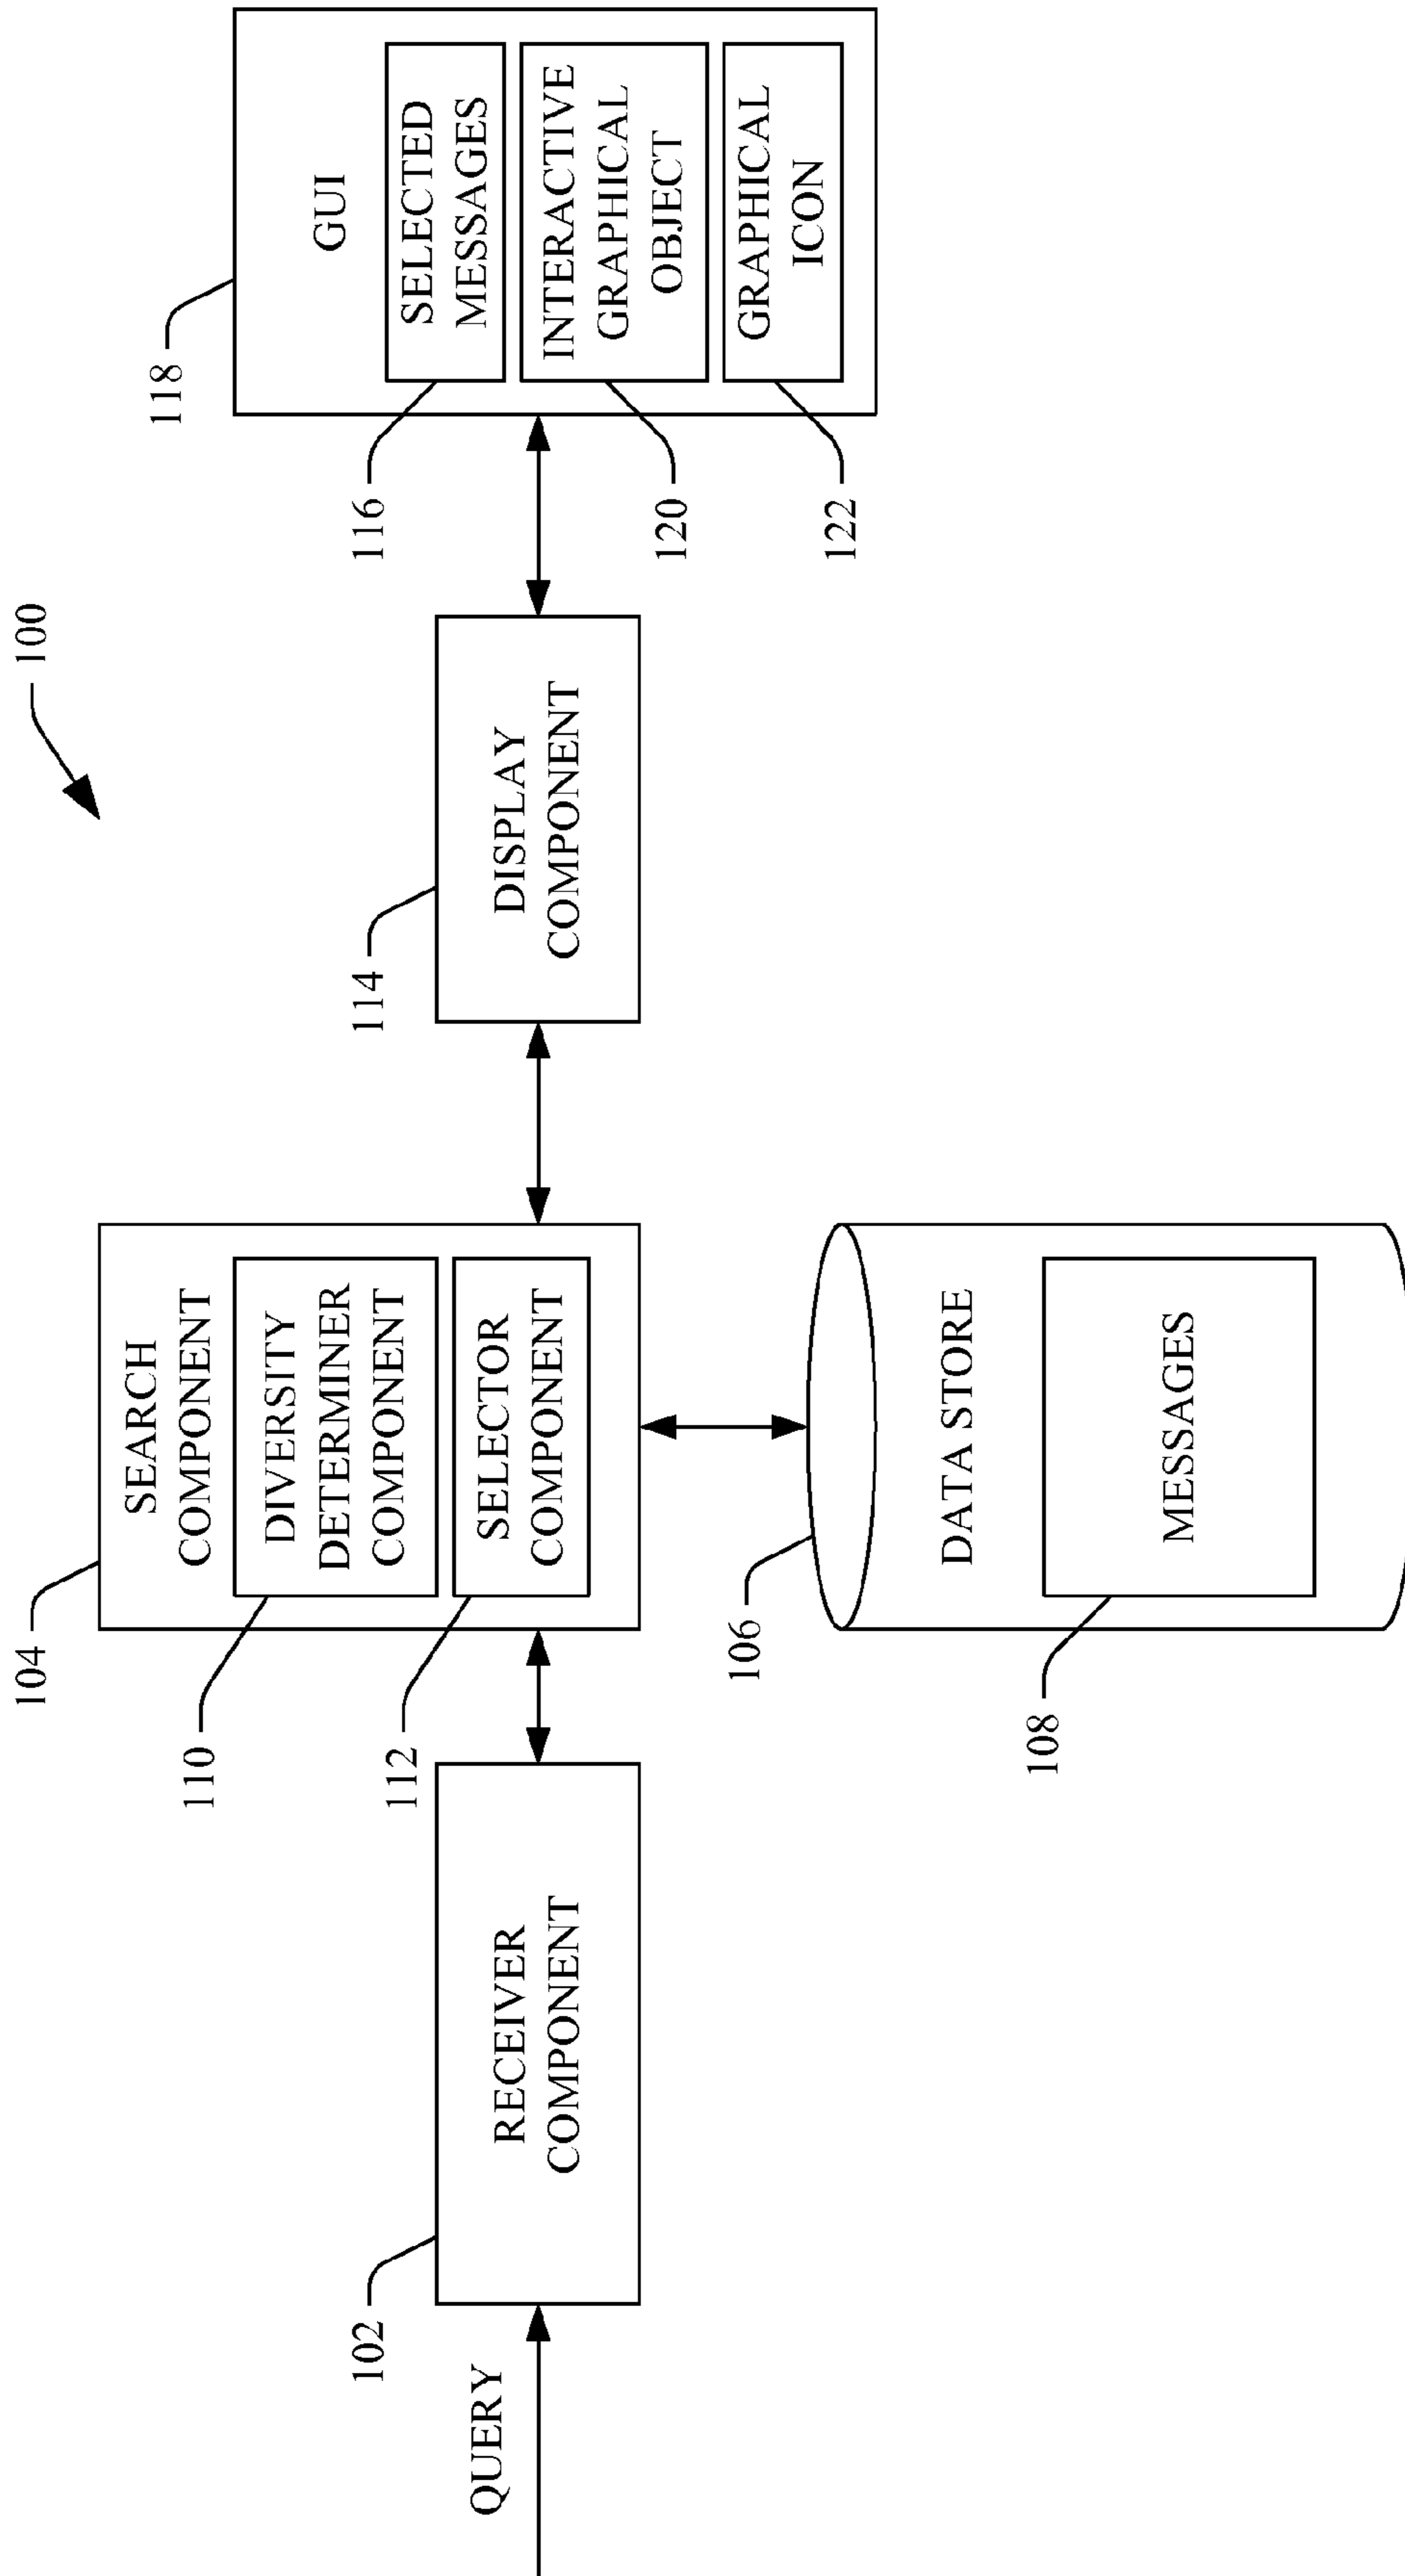 100
QUERY
102
RECEIVER
COMPONENT
104
SEARCH
COMPONENT
110
DIVERSITY
DETERMINER
COMPONENT
112
SELECTOR
COMPONENT
106
DATA STORE
108
MESSAGES
114
DISPLAY
COMPONENT
118
GUI
116
SELECTED
MESSAGES
120
INTERACTIVE
GRAPHICAL
OBJECT
122
GRAPHICAL
ICON